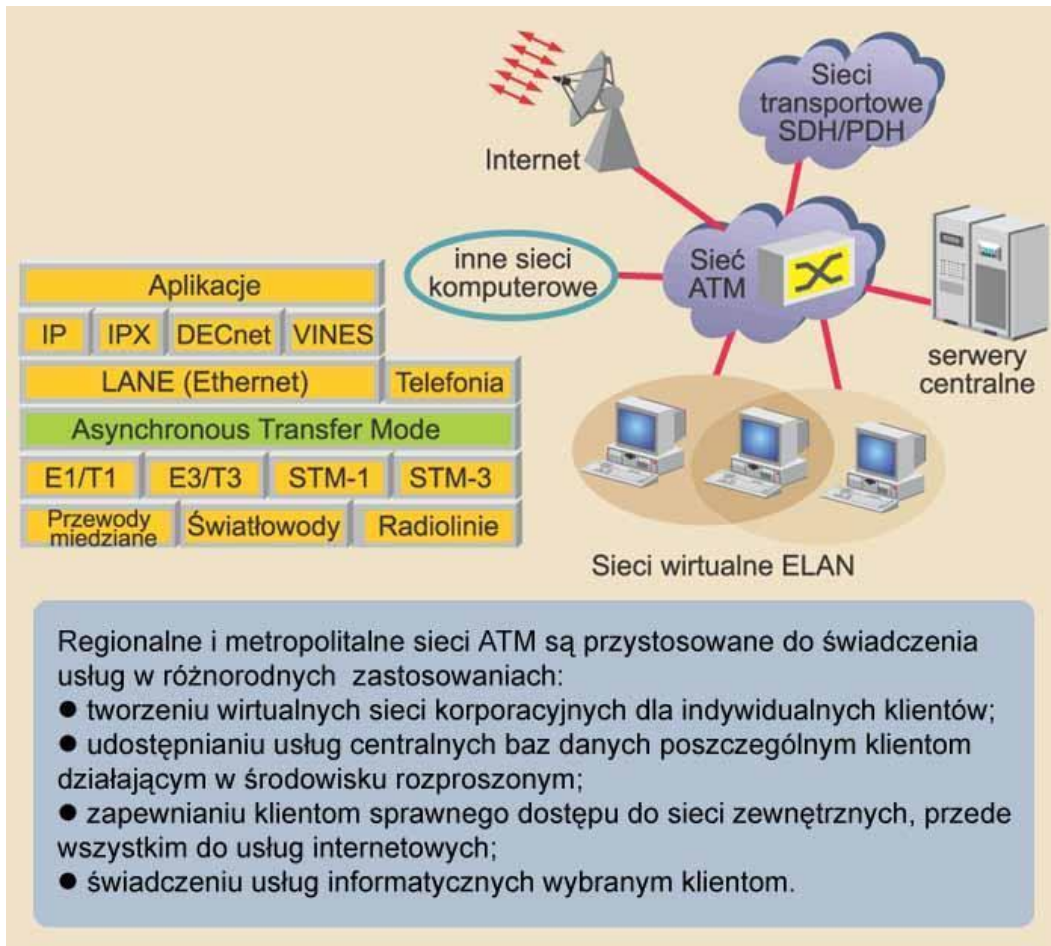 Sieci
transportowe
SDH/PDH
Internet
inne sieci
komputerowe
Sieć
ATM
serwery
centralne
Aplikacje
IP IPX DECnet VINES
LANE (Ethernet) Telefonia
Asynchronous Transfer Mode
E1/T1 E3/T3 STM-1 STM-3
Przewody
miedziane Światłowody Radiolinie
Sieci wirtualne ELAN
Regionalne i metropolitalne sieci ATM są przystosowane do świadczenia
usług w różnorodnych zastosowaniach:
● tworzeniu wirtualnych sieci korporacyjnych dla indywidualnych klientów;
● udostępnianiu usług centralnych baz danych poszczególnym klientom
działającym w środowisku rozproszonym;
● zapewnianiu klientom sprawnego dostępu do sieci zewnętrznych, przede
wszystkim do usług internetowych;
● świadczeniu usług informatycznych wybranym klientom.